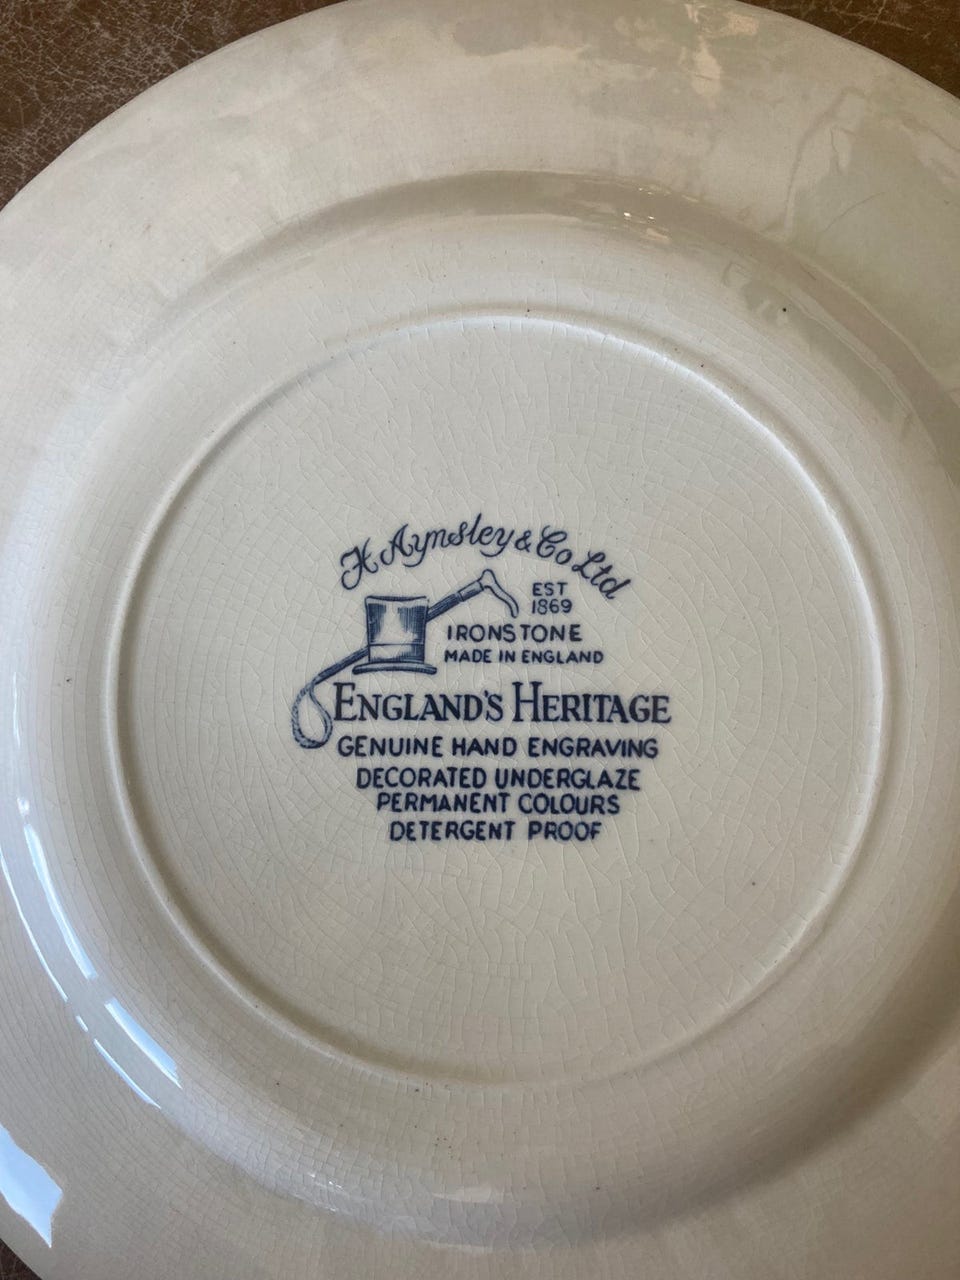 H Aynsley & Co Ltd
EST
1869
IRONSTONE
MADE IN ENGLAND
ENGLAND'S HERITAGE
GENUINE HAND ENGRAVING
DECORATED UNDERGLAZE
PERMANENT COLOURS
DETERGENT PROOF